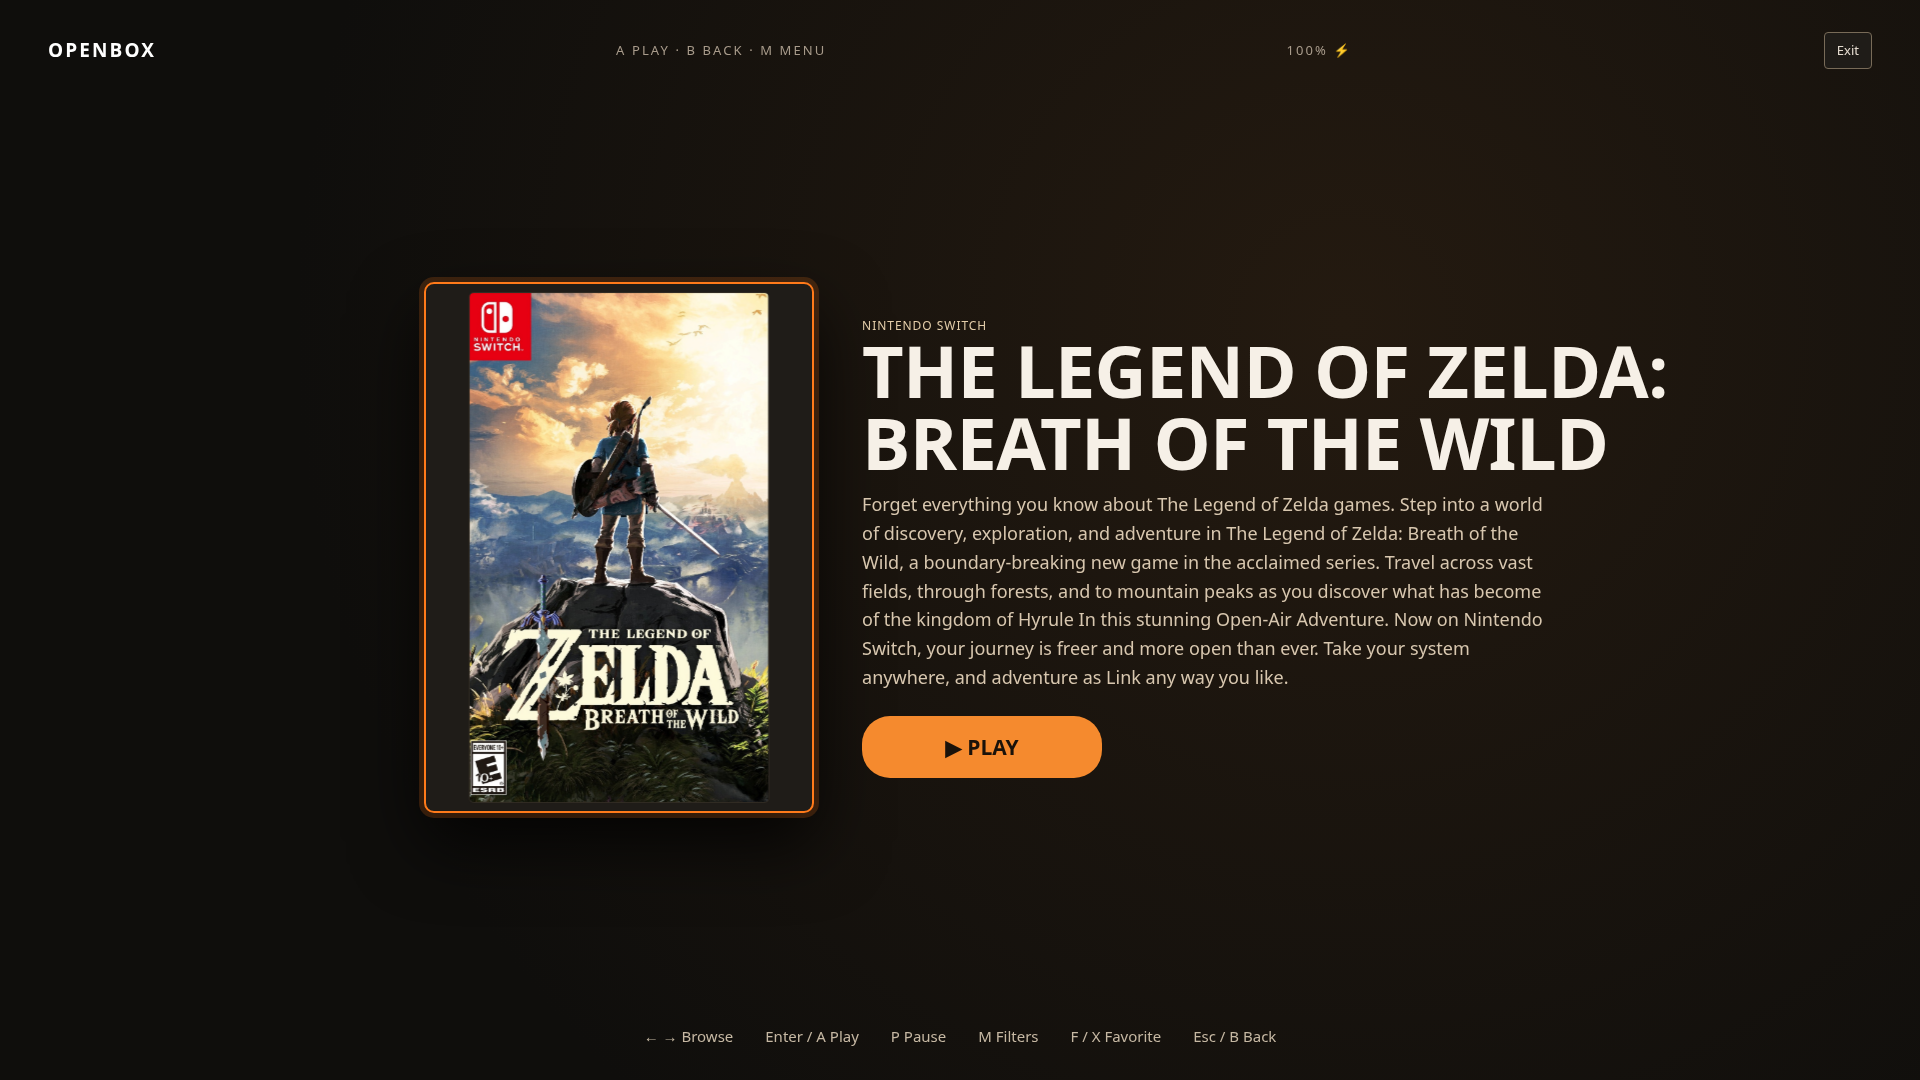 OPENBOX
A PLAY · B BACK · M MENU
100% ⚡
Exit
NINTENDO
SWITCH.
THE LEGEND OF
ZELDA
BREATH OF THE WILD
EVERYONE 10+
E
10+
ESRB
NINTENDO SWITCH
THE LEGEND OF ZELDA:
BREATH OF THE WILD
Forget everything you know about The Legend of Zelda games. Step into a world
of discovery, exploration, and adventure in The Legend of Zelda: Breath of the
Wild, a boundary-breaking new game in the acclaimed series. Travel across vast
fields, through forests, and to mountain peaks as you discover what has become
of the kingdom of Hyrule In this stunning Open-Air Adventure. Now on Nintendo
Switch, your journey is freer and more open than ever. Take your system
anywhere, and adventure as Link any way you like.
▶ PLAY
← → Browse
Enter / A Play
P Pause
M Filters
F / X Favorite
Esc / B Back